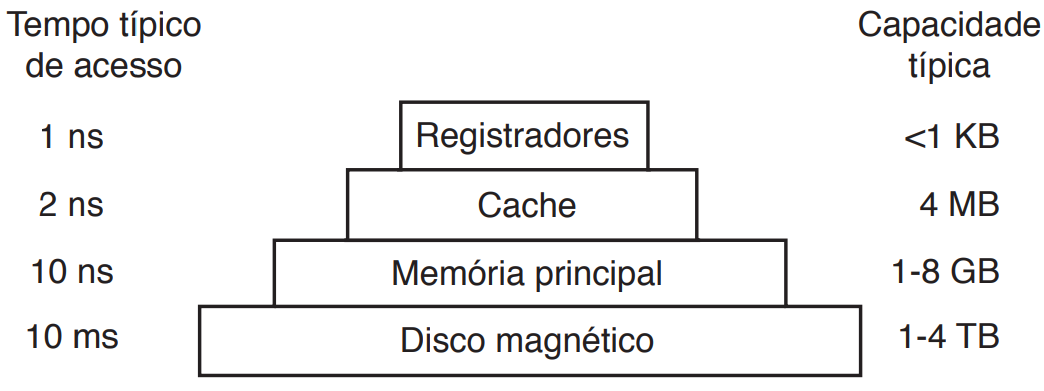 Tempo típico
de acesso
Capacidade
típica
1 ns
Registradores
<1 KB
2 ns
Cache
4 MB
10 ns
Memória principal
1-8 GB
10 ms
Disco magnético
1-4 TB